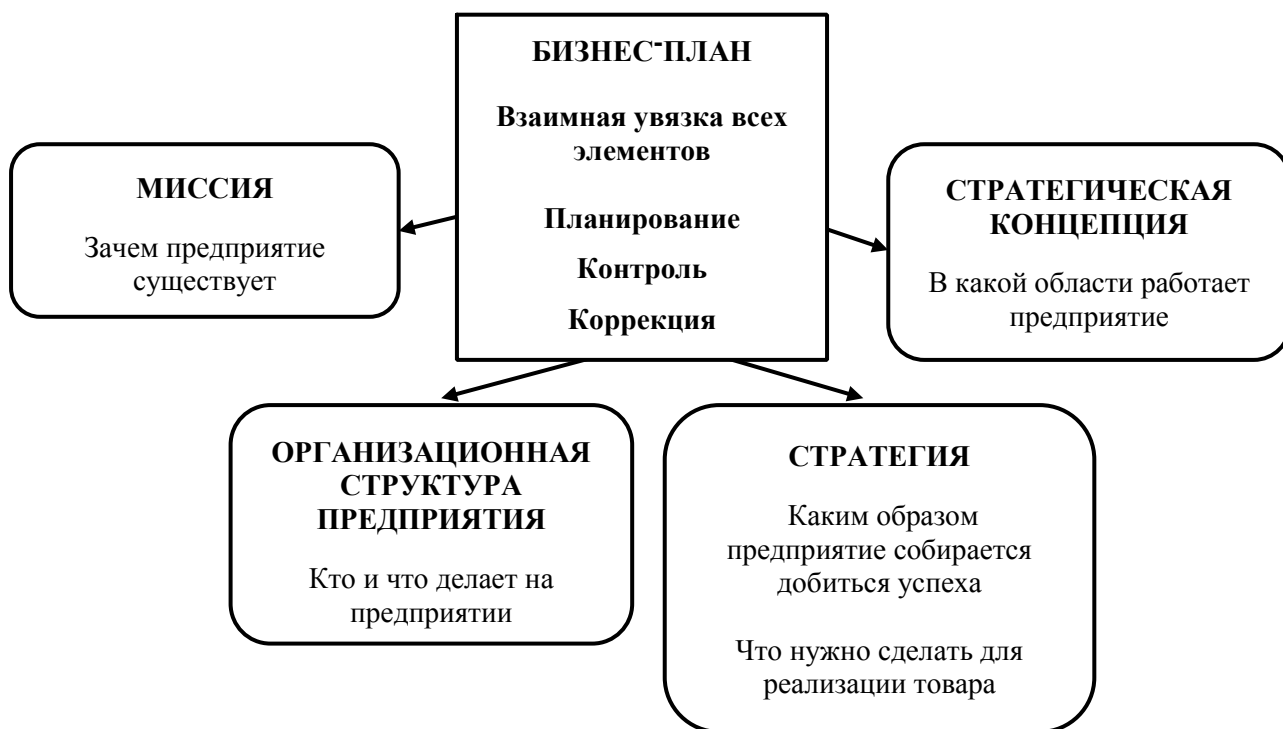 БИЗНЕС-ПЛАН
Взаимная увязка всех
элементов
Планирование
Контроль
Коррекция
МИССИЯ
Зачем предприятие
существует
СТРАТЕГИЧЕСКАЯ
КОНЦЕПЦИЯ
В какой области работает
предприятие
ОРГАНИЗАЦИОННАЯ
СТРУКТУРА
ПРЕДПРИЯТИЯ
Кто и что делает на
предприятии
СТРАТЕГИЯ
Каким образом
предприятие собирается
добиться успеха
Что нужно сделать для
реализации товара